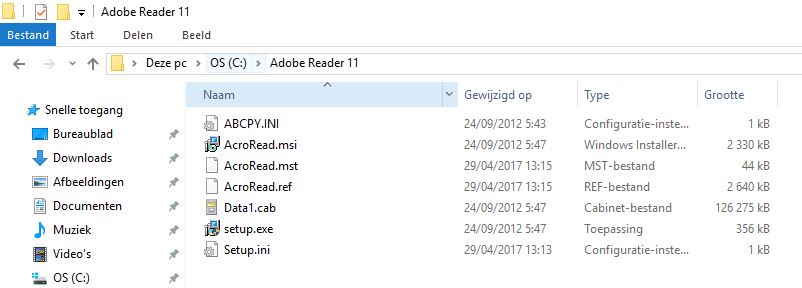 Adobe Reader 11
Bestand Start Delen Beeld
Deze pc OS (C:) Adobe Reader 11
Naam Gewijzigd op Type Grootte
Snelle toegang
Bureaublad
Downloads
Afbeeldingen
Documenten
Muziek
Video's
OS (C:)
ABCPY.INI 24/09/2012 5:43 Configuratie-inste... 1 kB
AcroRead.msi 24/09/2012 5:47 Windows Installer... 2 330 kB
AcroRead.mst 29/04/2017 13:15 MST-bestand 44 kB
AcroRead.ref 29/04/2017 13:15 REF-bestand 2 640 kB
Data1.cab 24/09/2012 5:47 Cabinet-bestand 126 275 kB
setup.exe 24/09/2012 5:47 Toepassing 356 kB
Setup.ini 29/04/2017 13:13 Configuratie-inste... 1 kB